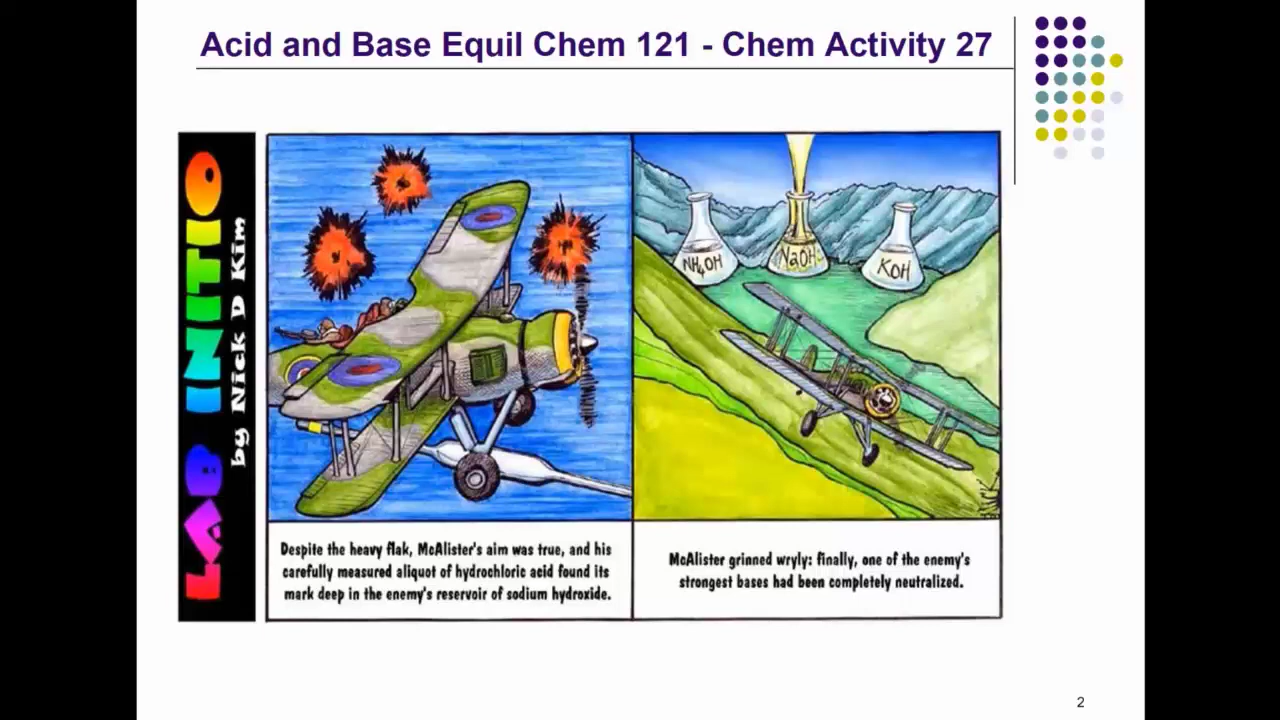 Acid and Base Equil Chem 121 - Chem Activity 27
LAB INITIO
by Nick D Kim
NH4OH
NaOH
KOH
Despite the heavy flak, McAlister's aim was true, and his
carefully measured aliquot of hydrochloric acid found its
mark deep in the enemy's reservoir of sodium hydroxide.
McAlister grinned wryly: finally, one of the enemy's
strongest bases had been completely neutralized.
2